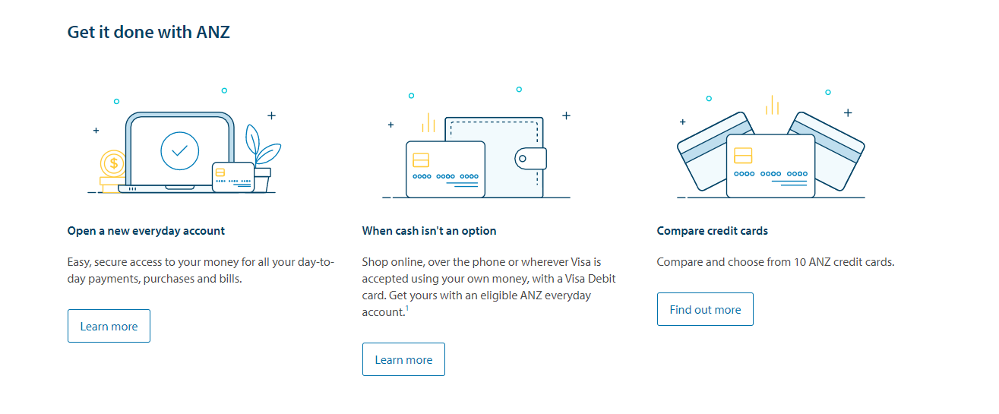 Get it done with ANZ
$
Open a new everyday account
Easy, secure access to your money for all your day-to-
day payments, purchases and bills.
Learn more
When cash isn't an option
Shop online, over the phone or wherever Visa is
accepted using your own money, with a Visa Debit
card. Get yours with an eligible ANZ everyday
account.¹
Learn more
Compare credit cards
Compare and choose from 10 ANZ credit cards.
Find out more